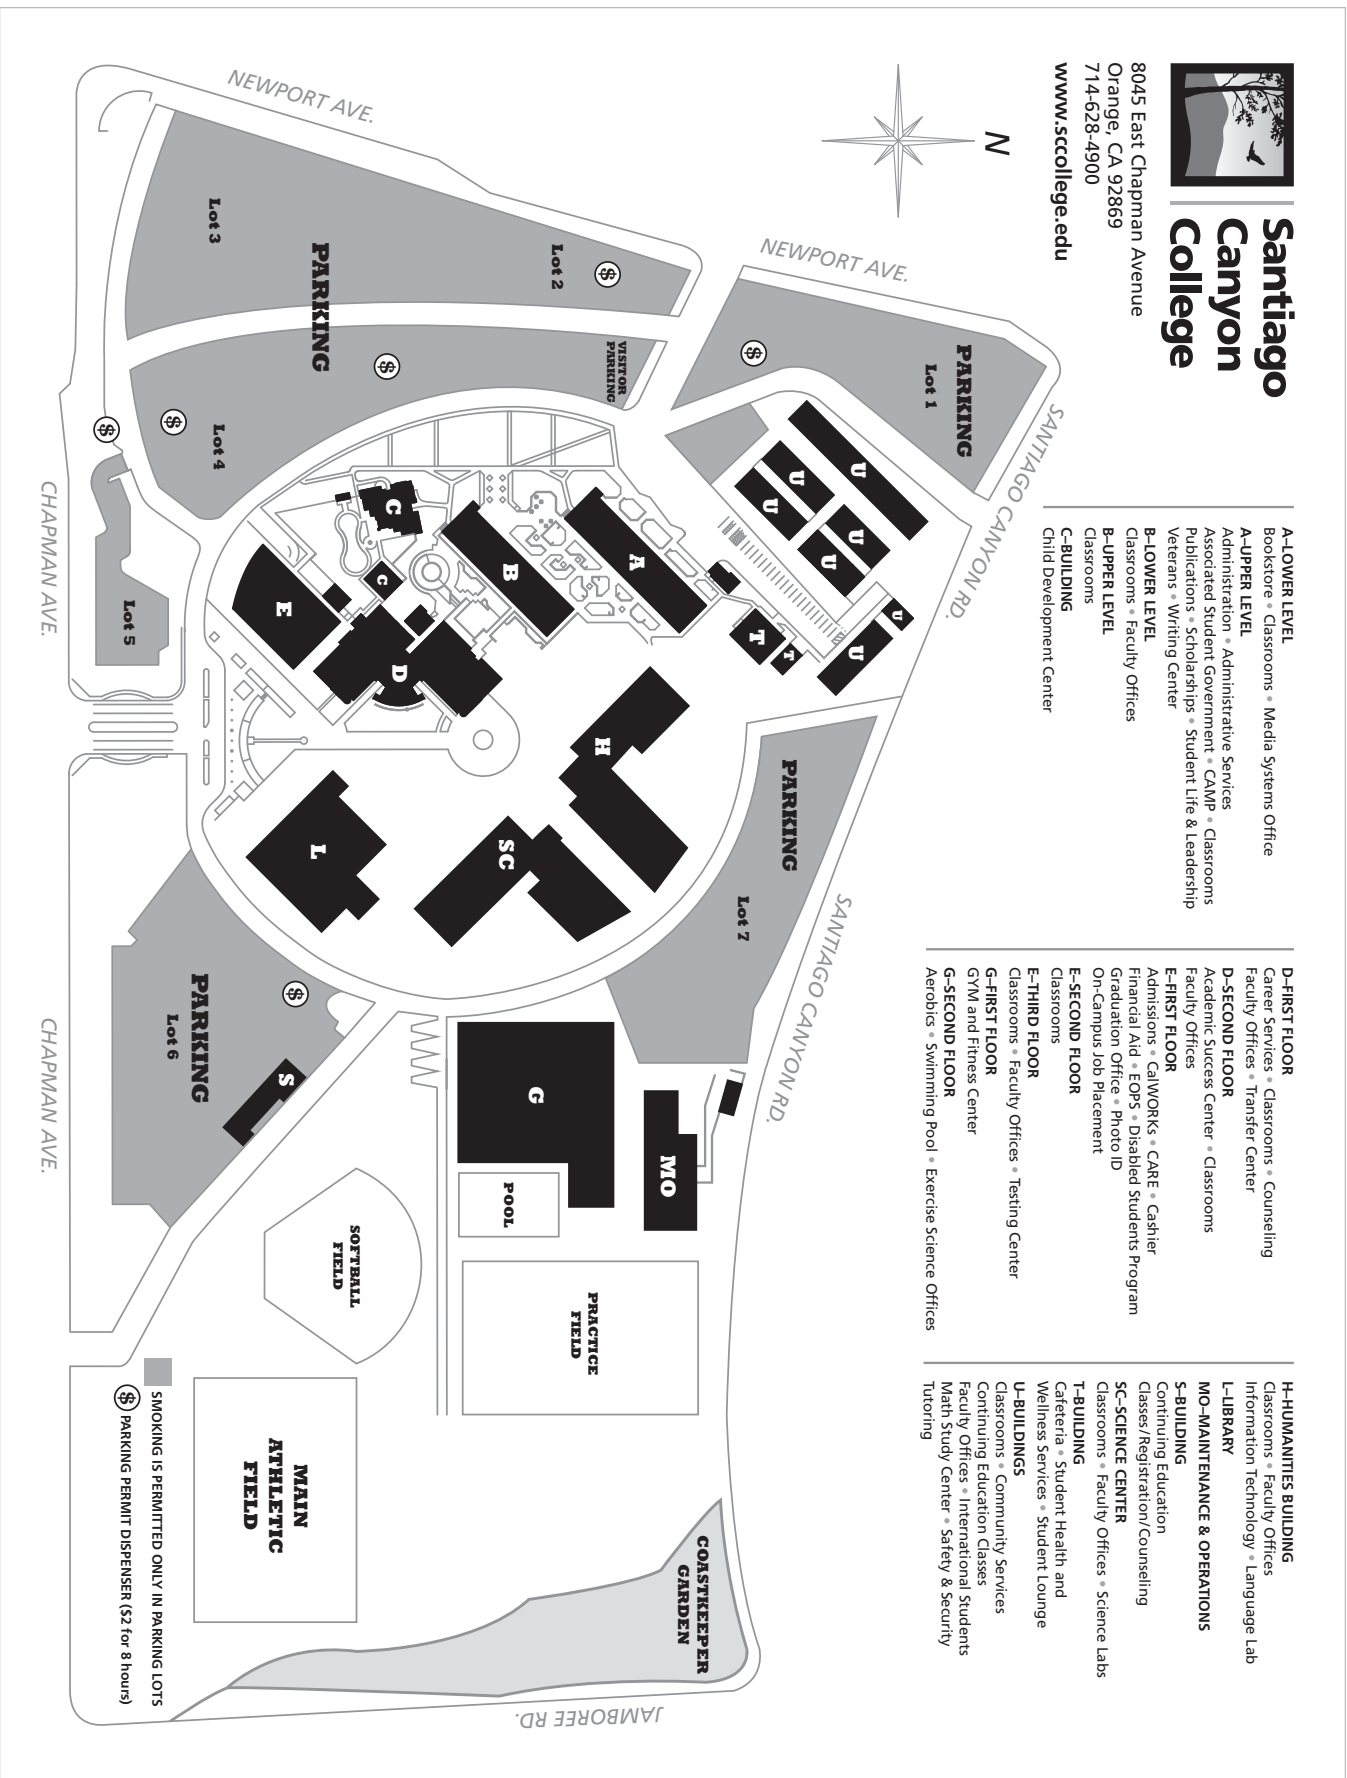 Santiago
Canyon
College
8045 East Chapman Avenue
Orange, CA 92869
714-628-4900
www.sccollege.edu
A–LOWER LEVEL
Bookstore • Classrooms • Media Systems Office
A–UPPER LEVEL
Administration • Administrative Services
Associated Student Government • CAMP • Classrooms
Publications • Scholarships • Student Life & Leadership
Veterans • Writing Center
B–LOWER LEVEL
Classrooms • Faculty Offices
B–UPPER LEVEL
Classrooms
C–BUILDING
Child Development Center
D–FIRST FLOOR
Career Services • Classrooms • Counseling
Faculty Offices • Transfer Center
D–SECOND FLOOR
Academic Success Center • Classrooms
Faculty Offices
E–FIRST FLOOR
Admissions • CalWORKs • CARE • Cashier
Financial Aid • EOPS • Disabled Students Program
Graduation Office • Photo ID
On-Campus Job Placement
E–SECOND FLOOR
Classrooms
E–THIRD FLOOR
Classrooms • Faculty Offices • Testing Center
G–FIRST FLOOR
GYM and Fitness Center
G–SECOND FLOOR
Aerobics • Swimming Pool • Exercise Science Offices
H–HUMANITIES BUILDING
Classrooms • Faculty Offices
Information Technology • Language Lab
L–LIBRARY
MO–MAINTENANCE & OPERATIONS
S–BUILDING
Continuing Education
Classes/Registration/Counseling
SC–SCIENCE CENTER
Classrooms • Faculty Offices • Science Labs
T–BUILDING
Cafeteria • Student Health and
Wellness Services • Student Lounge
U–BUILDINGS
Classrooms • Community Services
Continuing Education Classes
Faculty Offices • International Students
Math Study Center • Safety & Security
Tutoring
N
SANTIAGO CANYON RD.
SANTIAGO CANYON RD.
NEWPORT AVE.
NEWPORT AVE.
PARKING
Lot 1
$
U
U
U
U
U
U
U
T
T
PARKING
Lot 7
MO
COASTKEEPER
GARDEN
JAMBOREE RD.
$
Lot 2
VISITOR
PARKING
A
B
H
SC
G
POOL
PRACTICE
FIELD
PARKING
Lot 3
$
$
Lot 4
C
C
D
E
L
$
SOFTBALL
FIELD
PARKING
Lot 6
S
MAIN
ATHLETIC
FIELD
$
Lot 5
CHAPMAN AVE.
CHAPMAN AVE.
SMOKING IS PERMITTED ONLY IN PARKING LOTS
$ PARKING PERMIT DISPENSER ($2 for 8 hours)